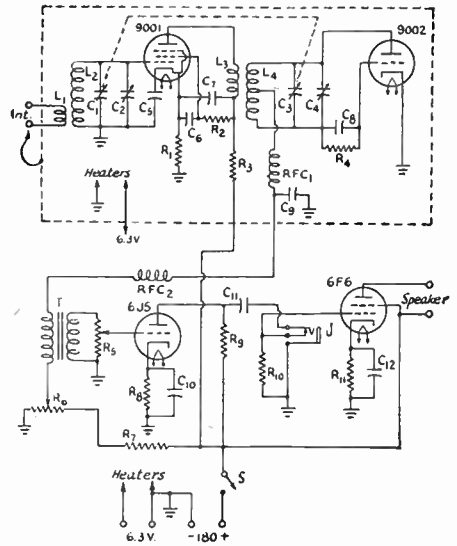 9001
9002
L3
L2
L4
C7
L1
Int.
C1
C2
C5
C3
C4
C6
R2
C8
R1
R3
R4
Heaters
RFC1
C9
6.3V
RFC2
C11
6F6
T
6J5
Speaker
V
J
R5
R9
R10
R8
C10
R11
C12
R6
R7
S
Heaters
6.3 V.
-180+